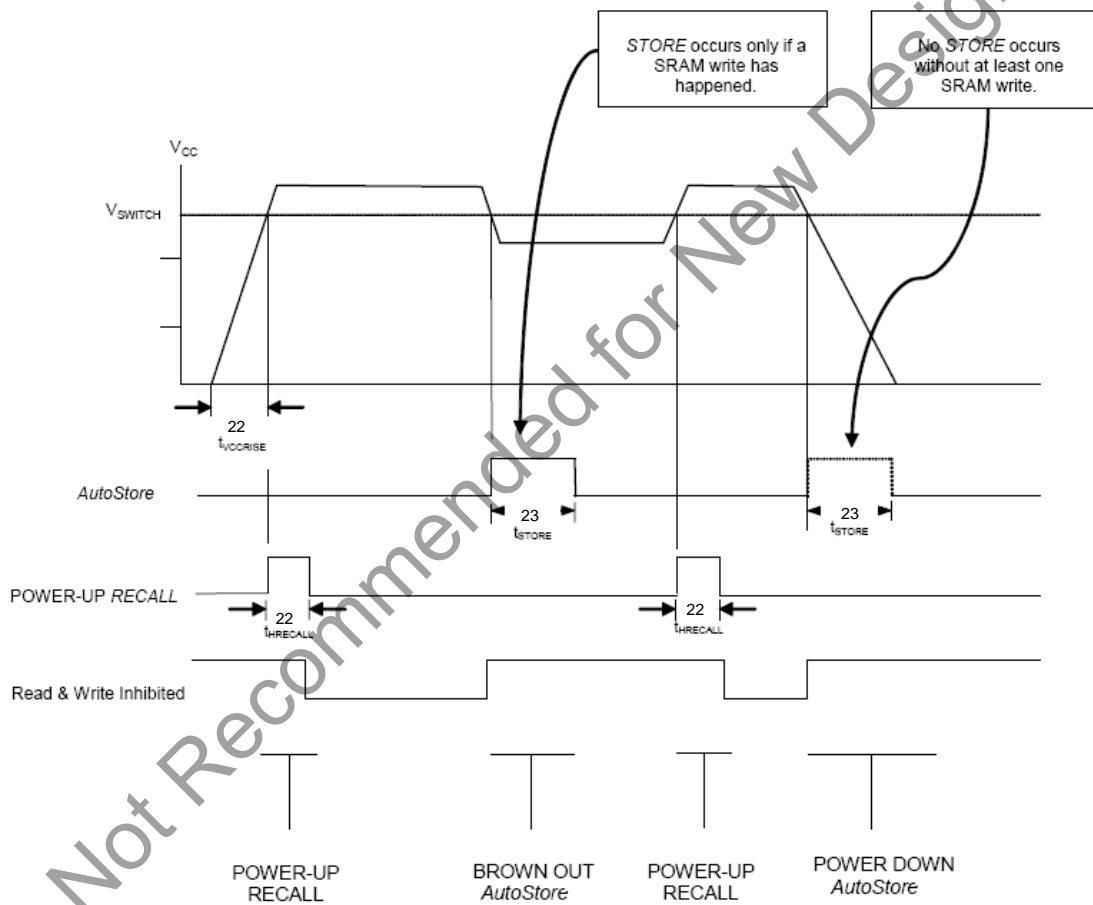 STORE occurs only if a
SRAM write has
happened.
No STORE occurs
without at least one
SRAM write.
VCC
VSWITCH
22
tVCCRISE
AutoStore
23
tSTORE
23
tSTORE
POWER-UP RECALL
22
tHRECALL
22
tHRECALL
Read & Write Inhibited
POWER-UP
RECALL
BROWN OUT
AutoStore
POWER-UP
RECALL
POWER DOWN
AutoStore
Not Recommended for New Design